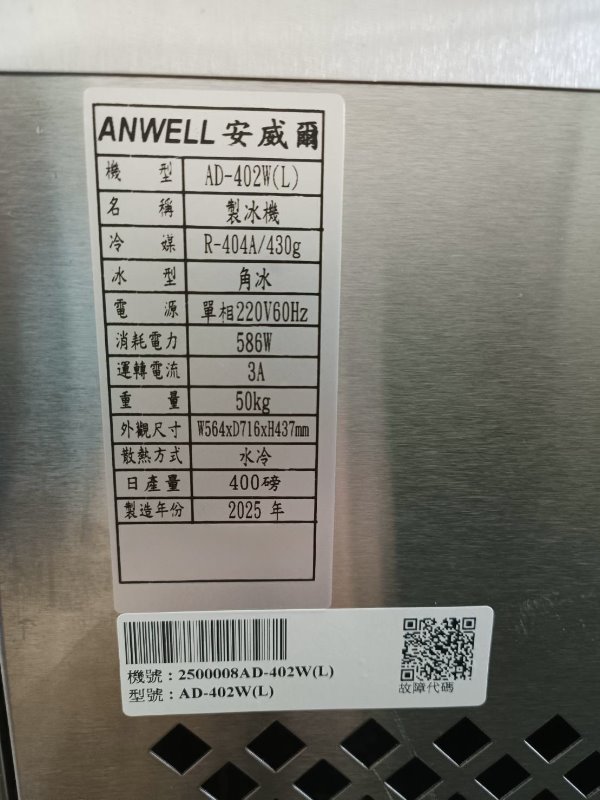 ANWELL 安威爾
機型 AD-402W(L)
名稱 製冰機
冷媒 R-404A/430g
冰型 角冰
電源 單相220V60Hz
消耗電力 586W
運轉電流 3A
重量 50kg
外觀尺寸 W564xD716xH437mm
散熱方式 水冷
日產量 400磅
製造年份 2025 年
機號：2500008AD-402W(L)
型號：AD-402W(L)
故障代碼